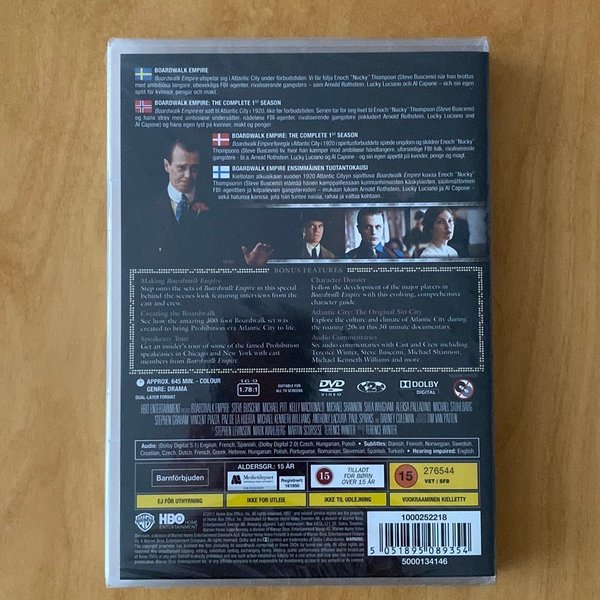 BOARDWALK EMPIRE
Boardwalk Empire utspelar sig i Atlantic City under förbudstiden. Vi får följa Enoch "Nucky" Thompson (Steve Buscemi) när han brottas
med ambitiösa langare, obevekliga FBI-agenter, rivaliserande gangsters – som Arnold Rothstein, Lucky Luciano och Al Capone – och sin
egen aptit för kvinnor, pengar och makt.
BOARDWALK EMPIRE: THE COMPLETE 1ST SEASON
Boardwalk Empire er satt til Atlantic City i 1920, like før forbudstiden. Serien tar for seg livet til Enoch "Nucky" Thompson (Steve Buscemi)
og hans strev med ambisiøse smuglere, nådeløse, rivaliserende gangstere (inkludert Arnold Rothstein, Lucky Luciano og
Al Capone) og hans egen lyst på kvinner, makt og penger.
BOARDWALK EMPIRE: THE COMPLETE 1ST SEASON
Boardwalk Empire foregår i Atlantic City i 1920 i spiritusforbuddets spæde ungdom og skildrer Enoch "Nucky"
Thompsons (Steve Buscemi) liv, hvor han kæmper med ambitiøse håndlangere, ufølsomlige FBI-folk, rivaliserende
gangstere - bl a. Arnold Rothstein, Lucky Luciano og Al Capone - og sin egen appetit på kvinder, penge og magt.
BOARDWALK EMPIRE ENSIMMÄINEN TUOTANTOKAUSI
Kieltolain alkuaikaan vuoden 1920 Atlantic Cityn sijoittuva Boardwalk Empire kuvaa Enoch "Nucky"
Thompsonin (Steve Buscemi) elämää hänen kamppaillessaan kunnianhimoisten käskyläisten, säälimättömien
FBI-agenttien ja kilpailevien gangstereiden – mukaan lukien Arnold Rothstein, Lucky Luciano ja Al Capone –
sekä halunsa kanssa, jota hän tuntee naisia, rahaa ja valtaa kohtaan.
BONUS FEATURES
Making Boardwalk Empire
Step onto the sets of Boardwalk Empire in this special
behind the scenes look featuring interviews from the
cast and crew.
Creating the Boardwalk
See how the amazing 300 foot Boardwalk set was
created to bring Prohibition-era Atlantic City to life.
Speakeasy Tour
Get an insider's tour of some of the famed Prohibition
speakeasies in Chicago and New York with cast
members from Boardwalk Empire.
Character Dossier
Follow the development of the major players in
Boardwalk Empire with this evolving, comprehensive
character guide.
Atlantic City: The Original Sin City
Explore the culture and climate of Atlantic City during
the roaring '20s in this 30 minute documentary.
Audio Commentaries
Six audio commentaries with Cast and Crew including
Terence Winter, Steve Buscemi, Michael Shannon,
Michael Kenneth Williams and many more.
APPROX. 645 MIN. - COLOUR
GENRE: DRAMA
DUAL-LAYER FORMAT
16:9
1.78:1
SUITABLE FOR
ALL TV SCREENS
DVD
VIDEO
DOLBY
DIGITAL
HBO ENTERTAINMENT PRESENTS BOARDWALK EMPIRE STEVE BUSCEMI MICHAEL PITT KELLY MACDONALD MICHAEL SHANNON SHEA WHIGHAM ALEKSA PALLADINO MICHAEL STUHLBARG
STEPHEN GRAHAM VINCENT PIAZZA PAZ DE LA HUERTA MICHAEL KENNETH WILLIAMS ANTHONY LACIURA PAUL SPARKS AND DABNEY COLEMAN TIM VAN PATTEN
STEPHEN LEVINSON MARK WAHLBERG MARTIN SCORSESE TERENCE WINTER TERENCE WINTER
Audio: (Dolby Digital 5.1) English, French, Spanish, (Dolby Digital 2.0) Czech, Hungarian, Polish • Subtitles: Danish, Finnish, Norwegian, Swedish,
Croatian, Czech, Dutch, French, Greek, Hebrew, Hungarian, Polish, Portuguese, Romanian, Slovenian, Spanish • Hearing impaired: English
Barnförbjuden
ALDERSGR.: 15 ÅR
Medietilsynet
Registrert
TILLADT
FOR BØRN
OVER 15 ÅR
15
15
276544
VET / SFB
EJ FÖR UTHYRNING
IKKE FOR UTLEIE
IKKE TIL UDLEJNING
VUOKRAAMINEN KIELLETTY
WB
HBO
HOME
ENTERTAINMENT
1000252218
5 051895 089354
5000134146